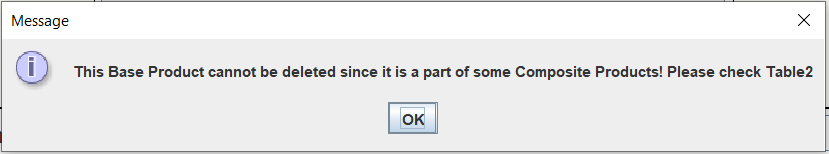 Message
This Base Product cannot be deleted since it is a part of some Composite Products! Please check Table2
OK